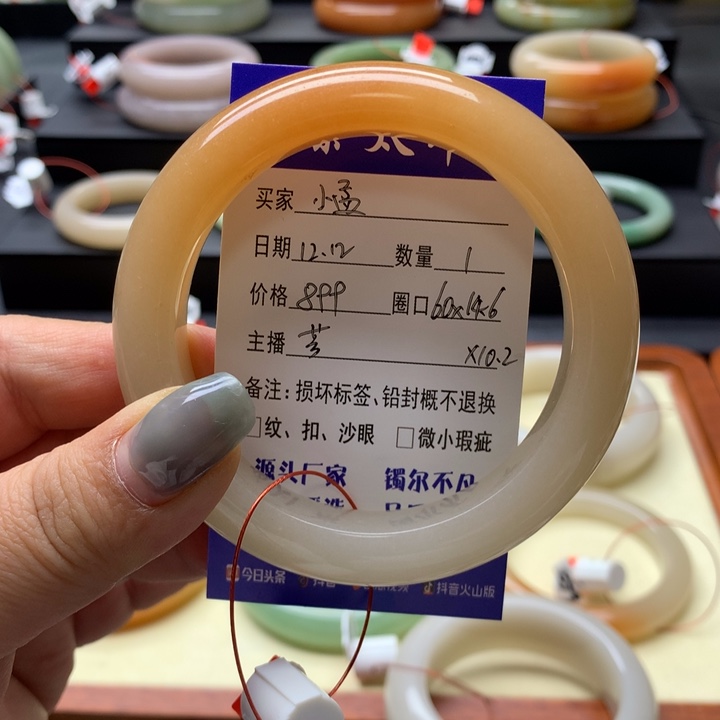 买家 小孟
日期 12.12 数量 1
价格 899 圈口 60x14x6
主播 芸 x10.2
备注:损坏标签、铅封概不退换
□纹、扣、沙眼 □微小瑕疵
源头厂家 镯尔不凡
今日头条 抖音 抖音火山版